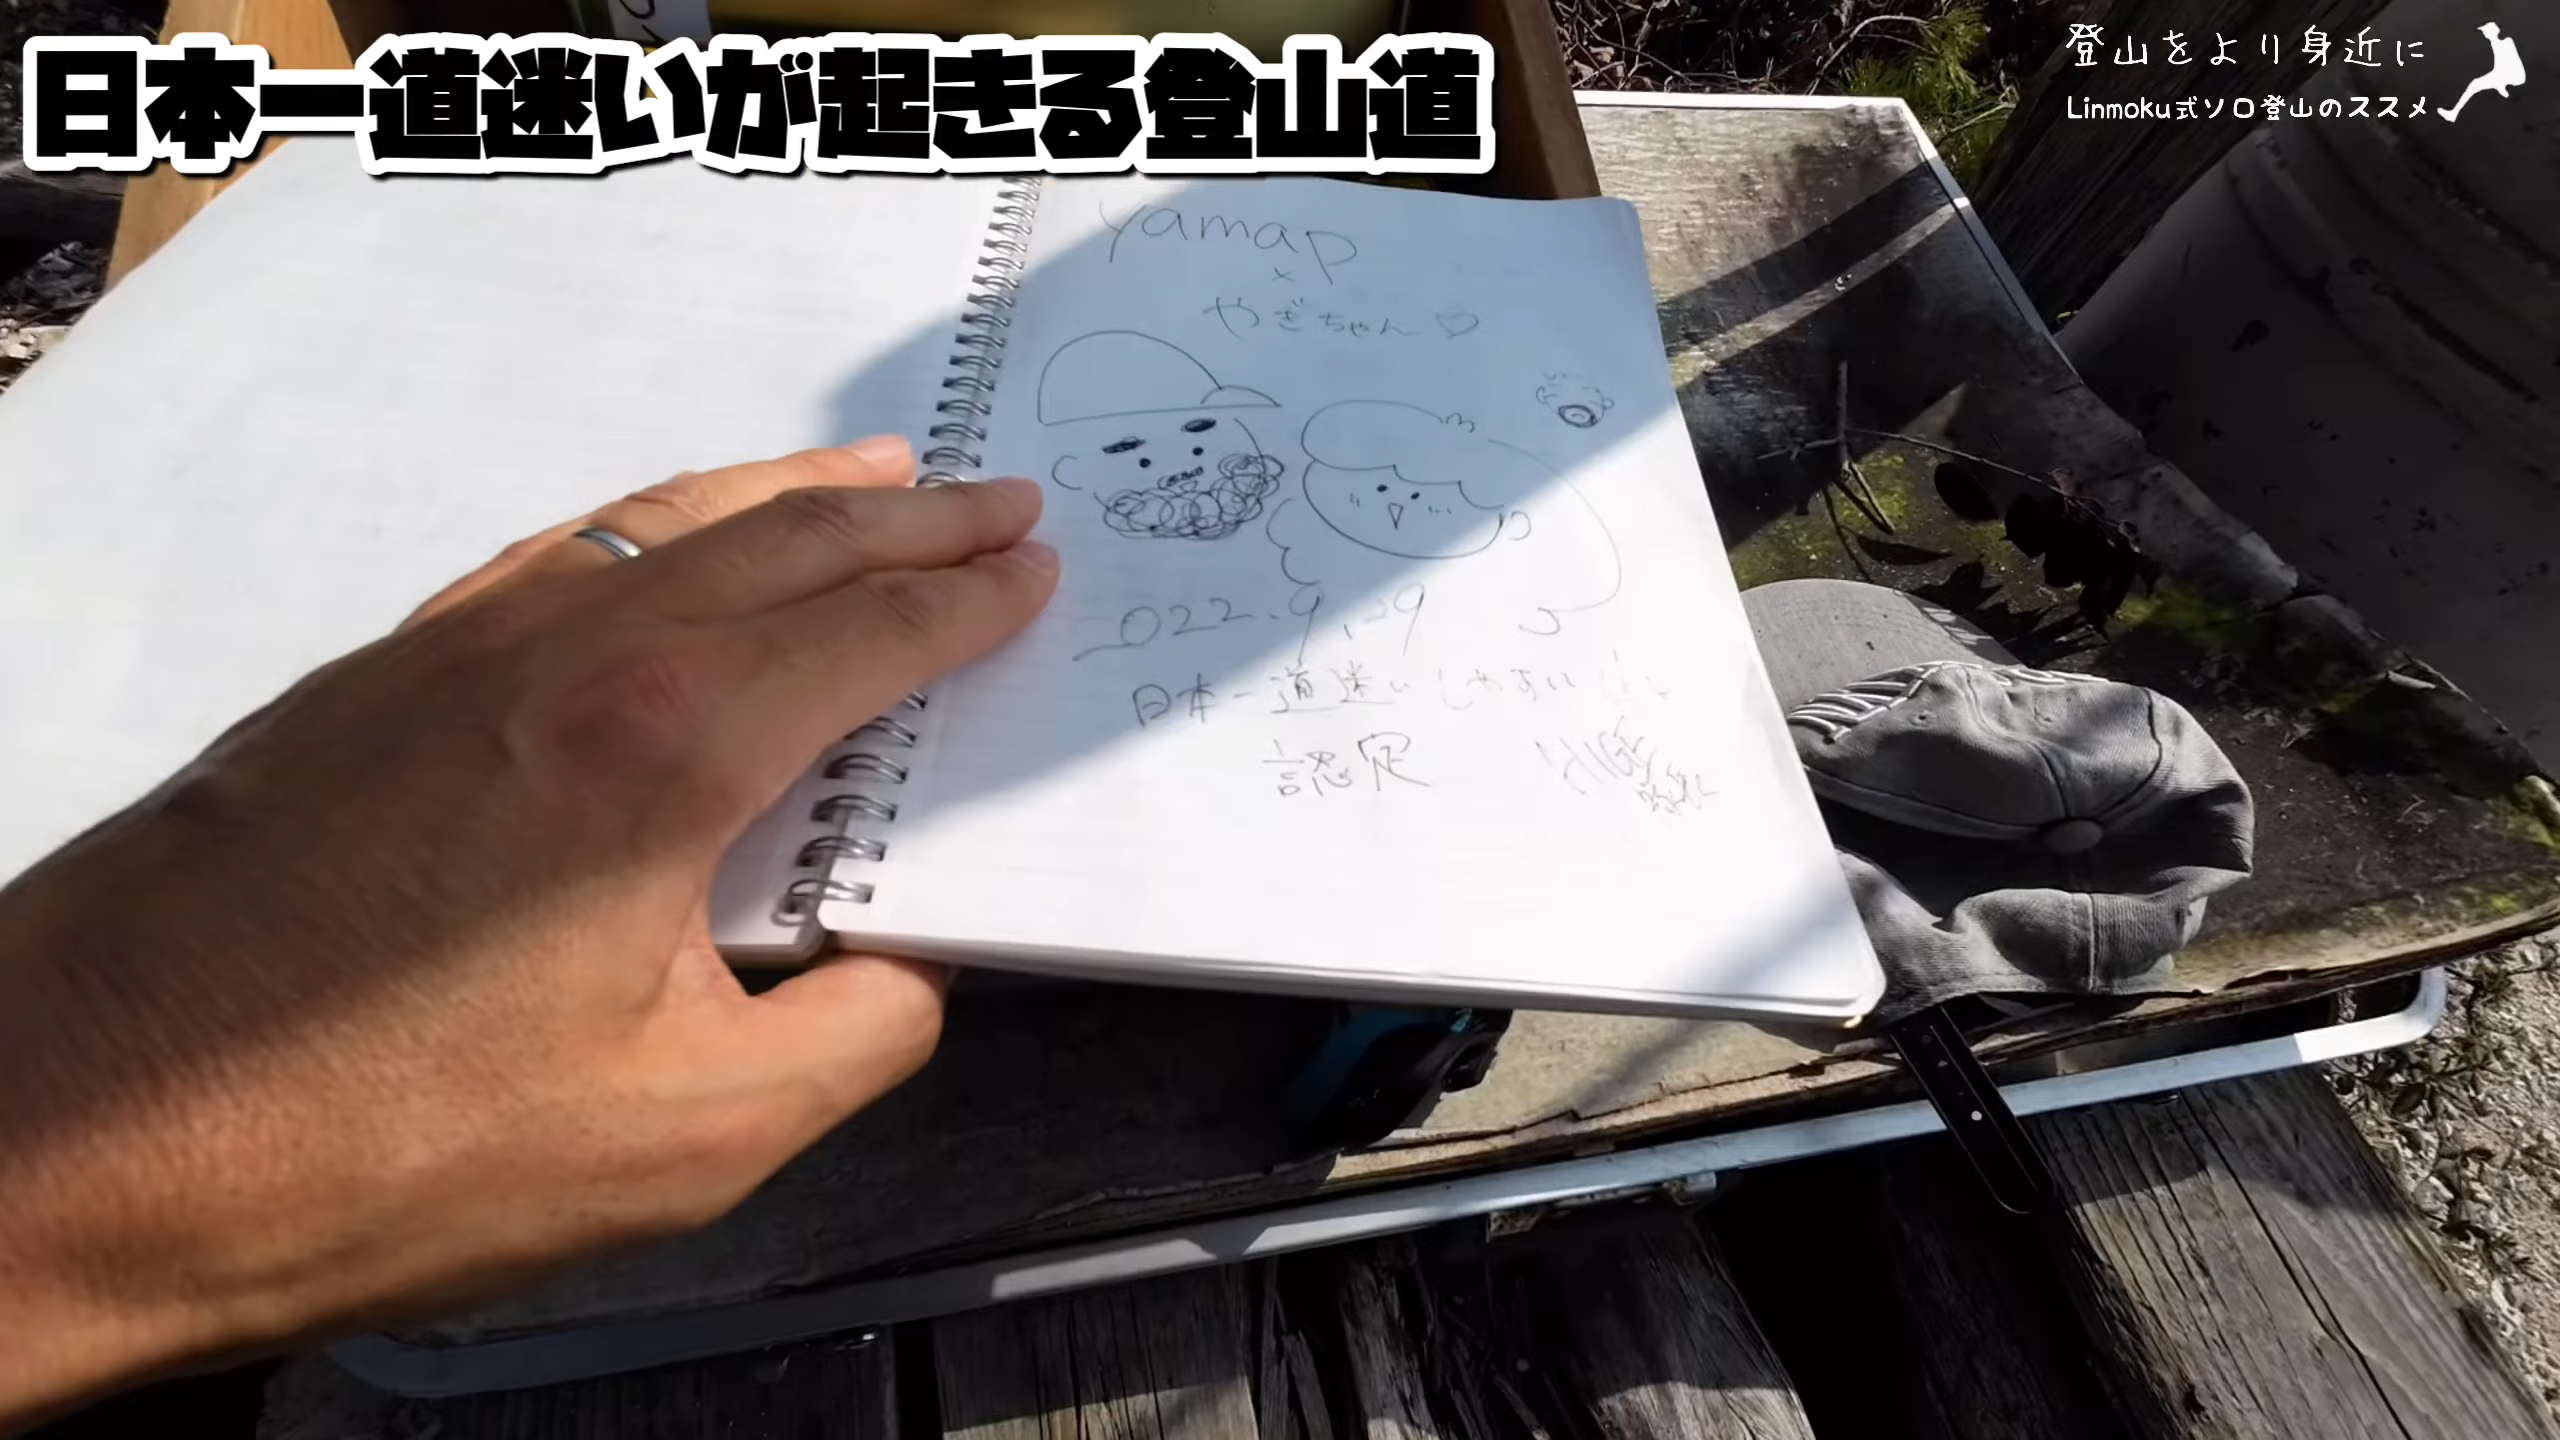 日本一道迷いが起きる登山道
登山をより身近に
Linmoku式ソロ登山のススメ
yamap
×
やぎちゃん♡
2022.9.29
日本一道迷いしやすい
認定